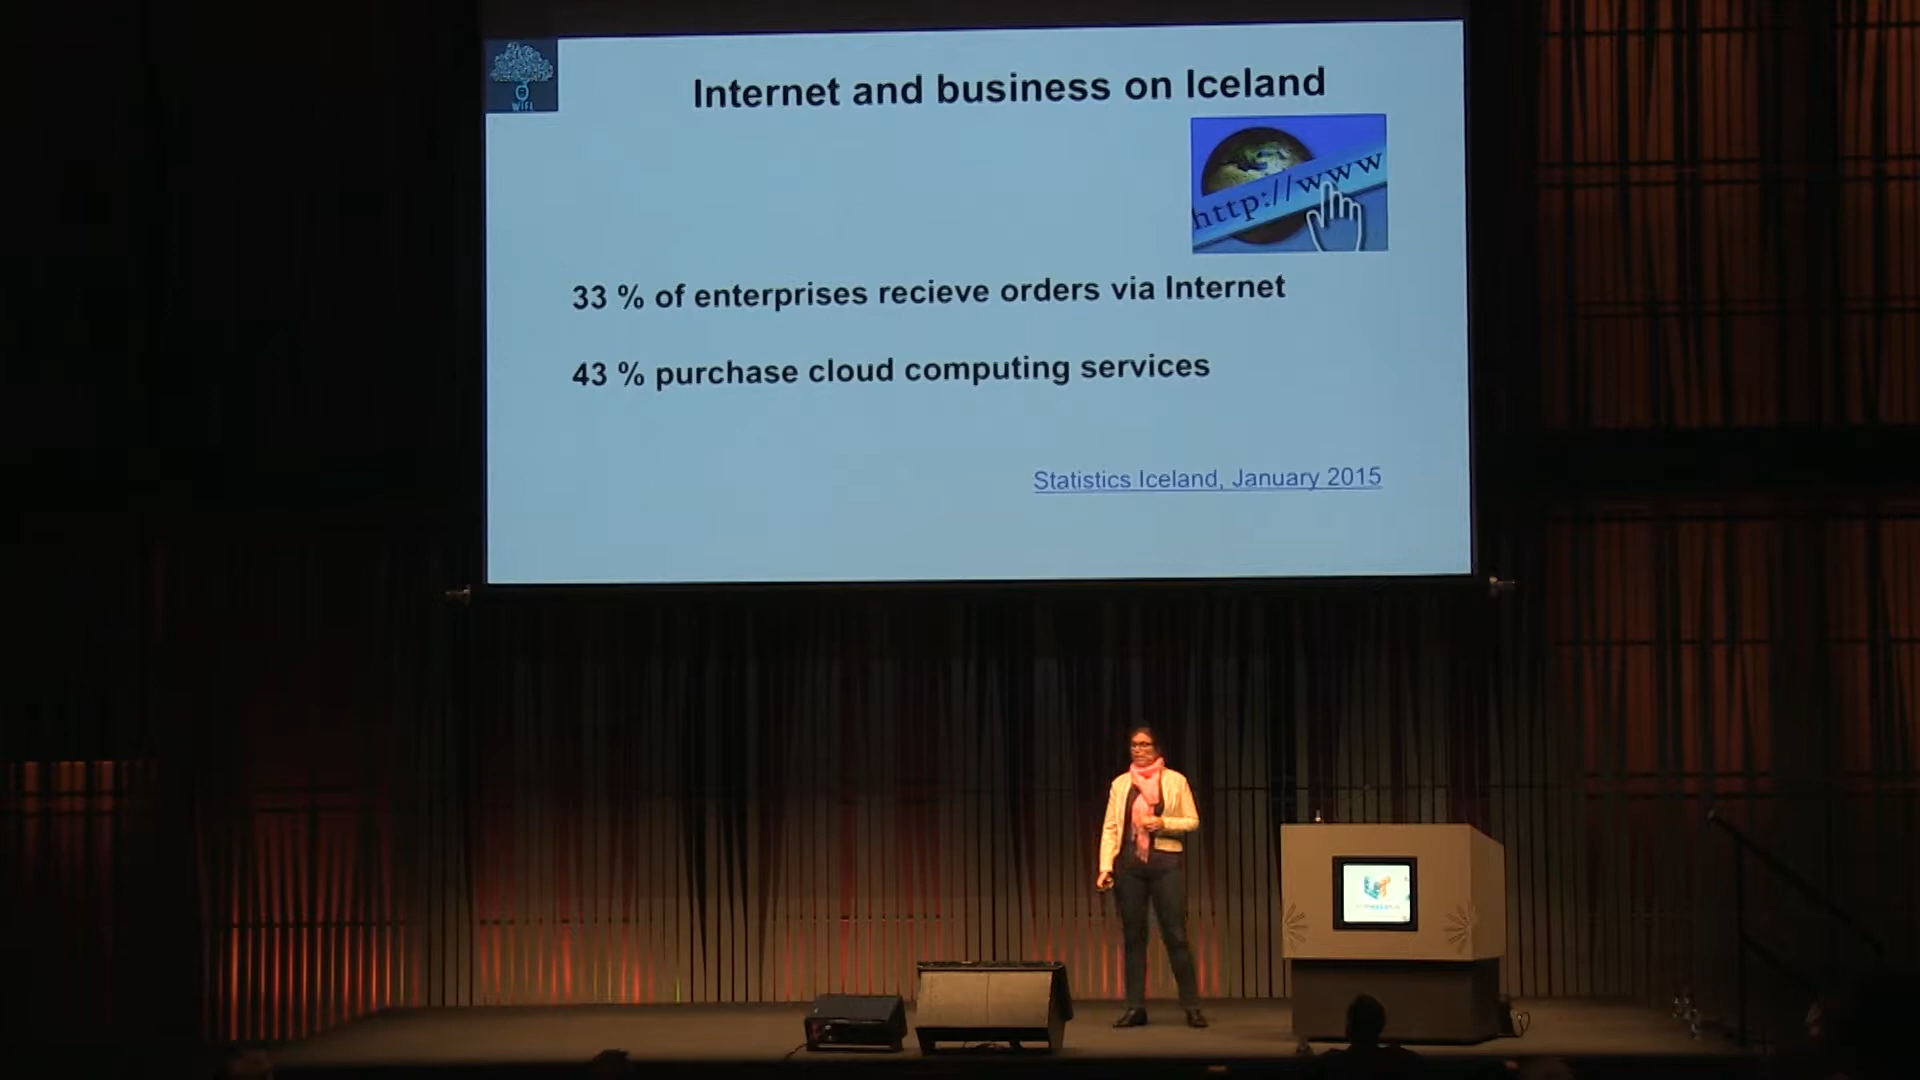 WIFI
Internet and business on Iceland
http://www
33 % of enterprises recieve orders via Internet
43 % purchase cloud computing services
Statistics Iceland, January 2015